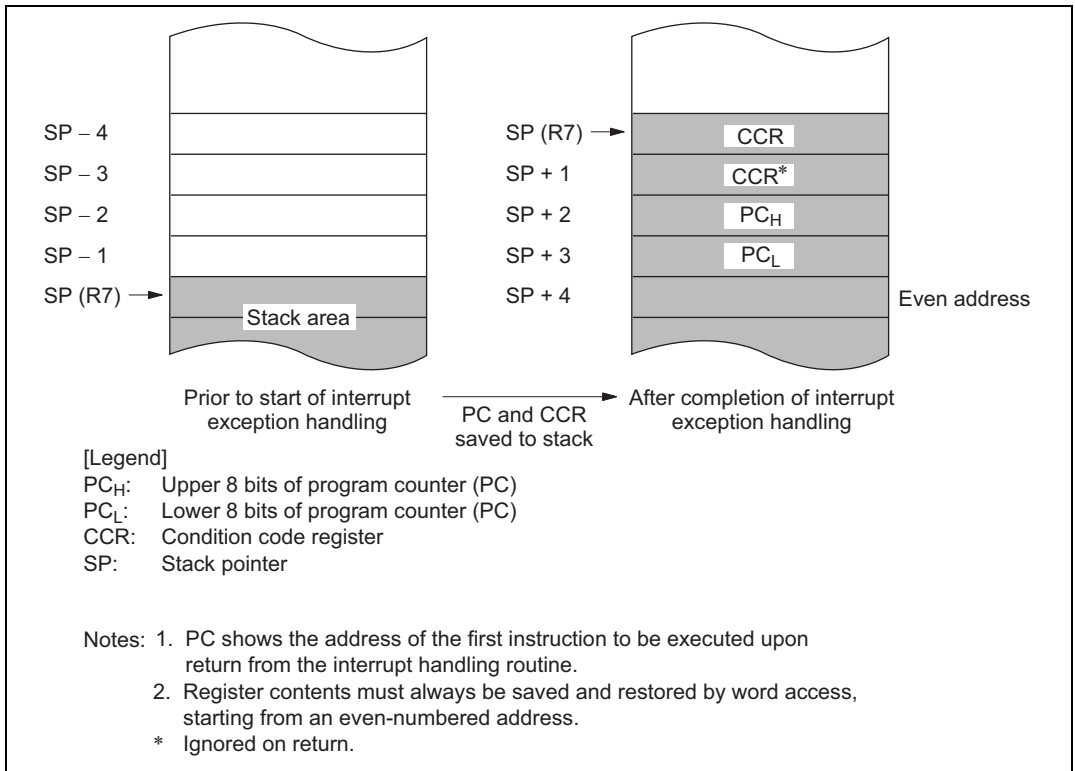 SP – 4
SP – 3
SP – 2
SP – 1
SP (R7)
Stack area
SP (R7)
SP + 1
SP + 2
SP + 3
SP + 4
CCR
CCR*
PCH
PCL
Even address
Prior to start of interrupt
exception handling
PC and CCR
saved to stack
After completion of interrupt
exception handling
[Legend]
PCH: Upper 8 bits of program counter (PC)
PCL: Lower 8 bits of program counter (PC)
CCR: Condition code register
SP: Stack pointer
Notes: 1. PC shows the address of the first instruction to be executed upon
return from the interrupt handling routine.
2. Register contents must always be saved and restored by word access,
starting from an even-numbered address.
* Ignored on return.